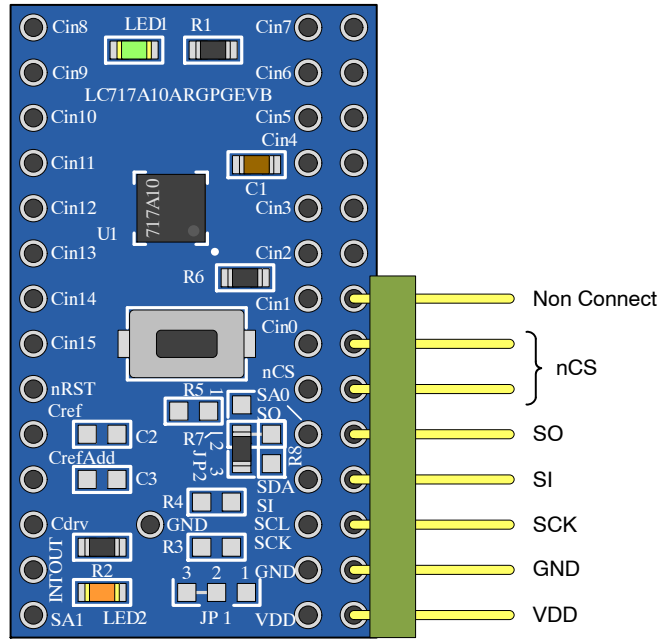 LED1 R1
Cin8 Cin7
Cin9 Cin6
LC717A10ARGPGEVB
Cin10 Cin5
Cin4
Cin11
C1
717A10
Cin12 Cin3
U1
Cin13 Cin2
R6
Cin14 Cin1
Non Connect
Cin15 Cin0
nCS
nRST nCS
R5 1 SA0
Cref SO
C2 R7 2 R8
SO
CrefAdd JP2 3
C3 SDA
SI
R4 SI
Cdrv GND SCL
SCK
R3 SCK
INTOUT
R2 3 2 1 GND
GND
SA1 LED2 JP 1 VDD
VDD